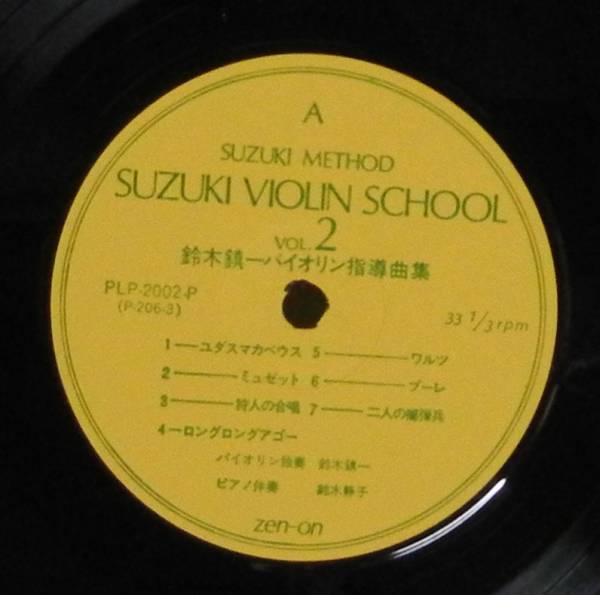 A
SUZUKI METHOD
SUZUKI VIOLIN SCHOOL
VOL. 2
鈴木鎮一バイオリン指導曲集
PLP-2002-P
(P-206-3)
33 1/3 rpm
1──ユダスマカベウス 5────ワルツ
2────ミュゼット 6────ブーレ
3────狩人の合唱 7──二人の擲弾兵
4─ロングロングアゴー
バイオリン独奏 鈴木鎮一
ピアノ伴奏 鈴木静子
zen-on